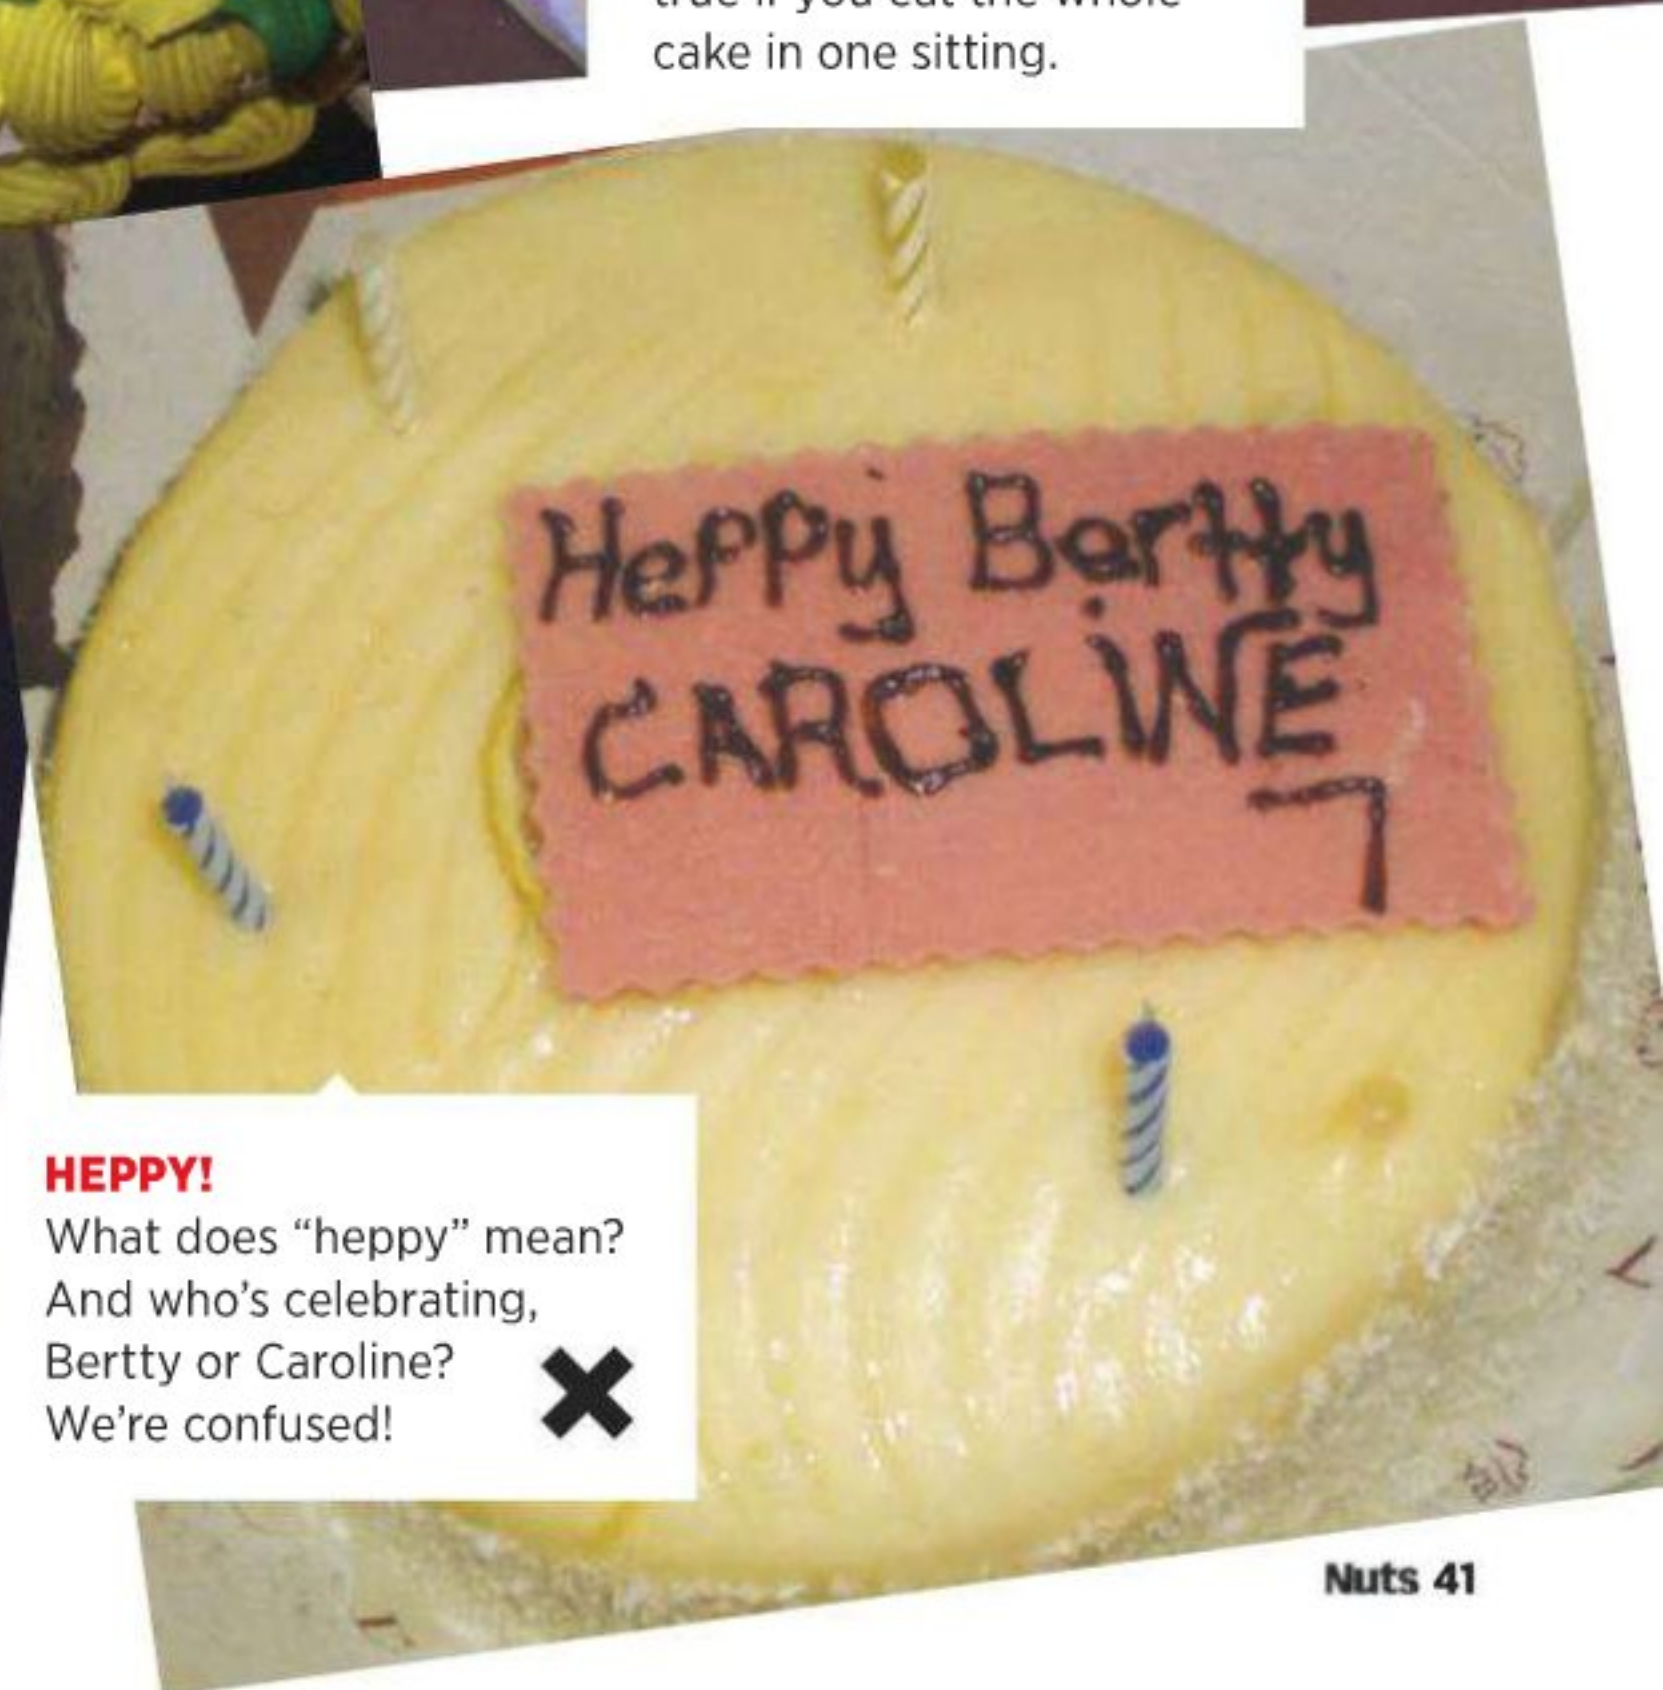 cake in one sitting.
Heppy Bertty
CAROLINE
7
HEPPY!
What does “heppy” mean?
And who’s celebrating,
Bertty or Caroline?
We’re confused!
Nuts 41